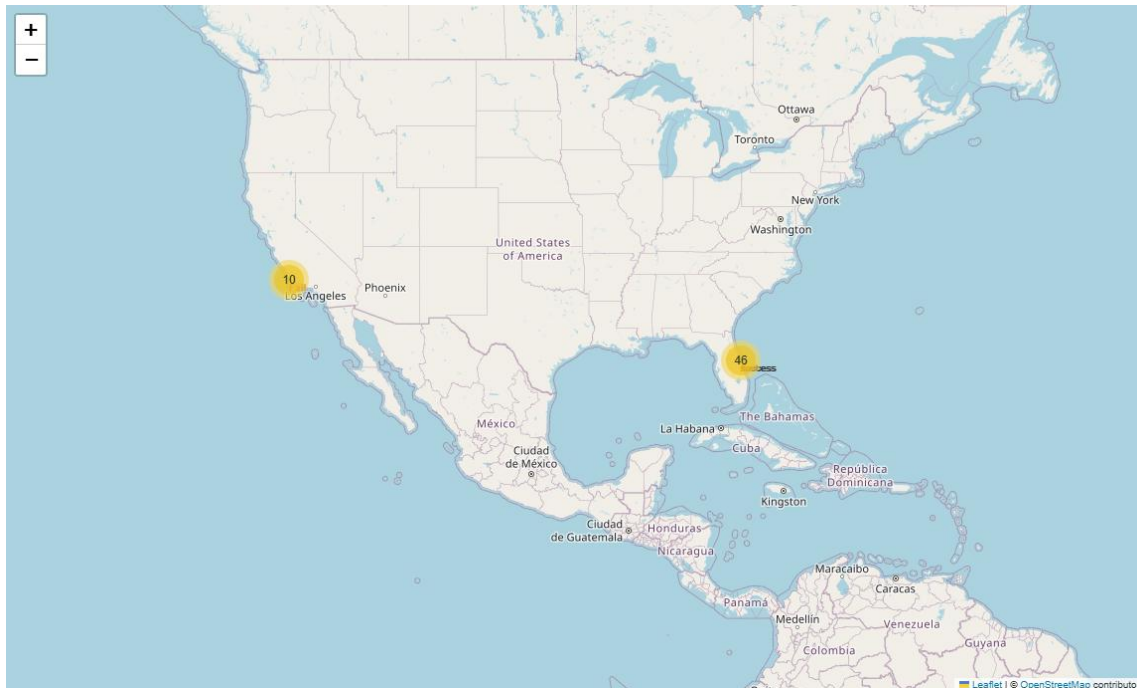 +
−
Ottawa
Toronto
New York
Washington
United States
of America
10
Los Angeles
Phoenix
46
The Bahamas
La Habana
México
Cuba
Ciudad
de México
República
Dominicana
Kingston
Ciudad
de Guatemala
Honduras
Nicaragua
Maracaibo
Caracas
Panamá
Medellín
Venezuela
Guyana
Colombia
Leaflet | © OpenStreetMap contributo